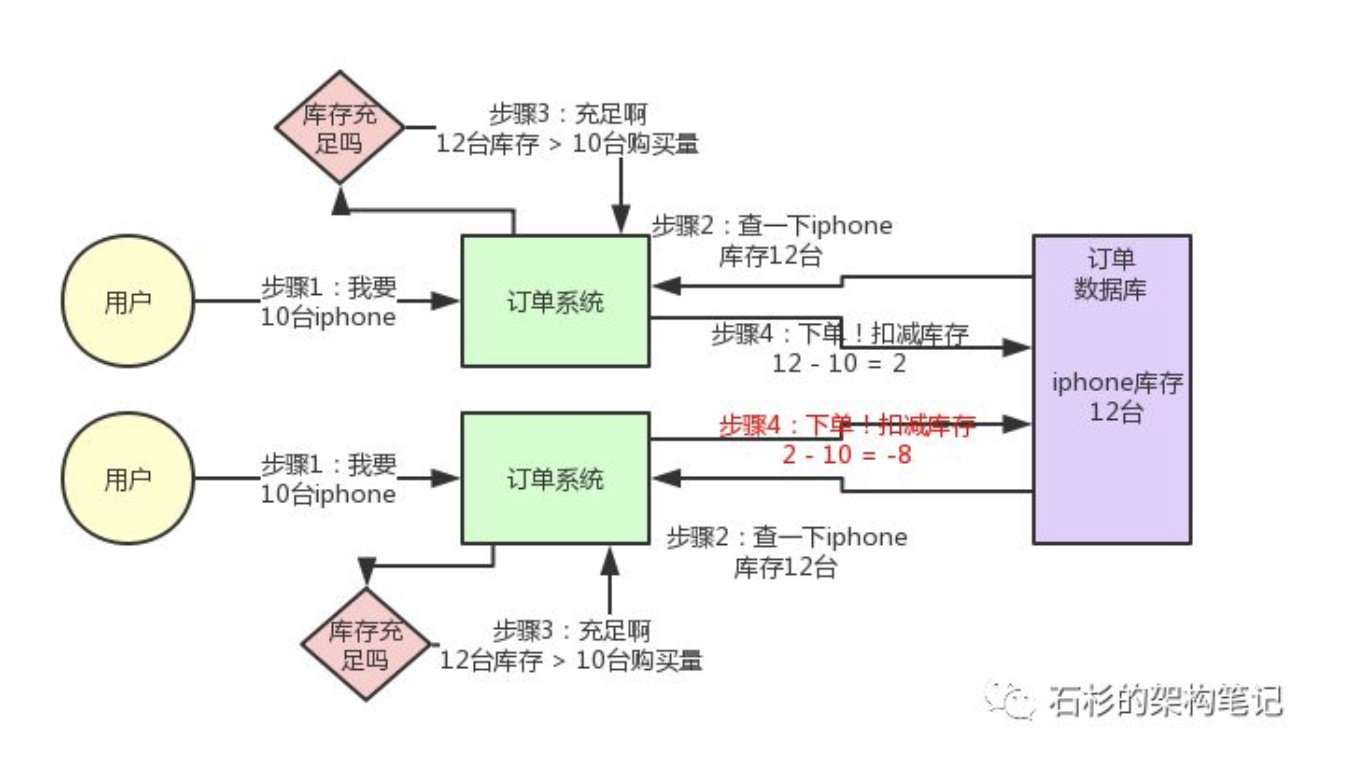 库存充
足吗
步骤3：充足啊
12台库存 > 10台购买量
步骤2：查一下iphone
库存12台
用户
步骤1：我要
10台iphone
订单系统
步骤4：下单！扣减库存
12 - 10 = 2
订单
数据库
iphone库存
12台
用户
步骤1：我要
10台iphone
订单系统
步骤4：下单！扣减库存
2 - 10 = -8
步骤2：查一下iphone
库存12台
库存充
足吗
步骤3：充足啊
12台库存 > 10台购买量
石杉的架构笔记